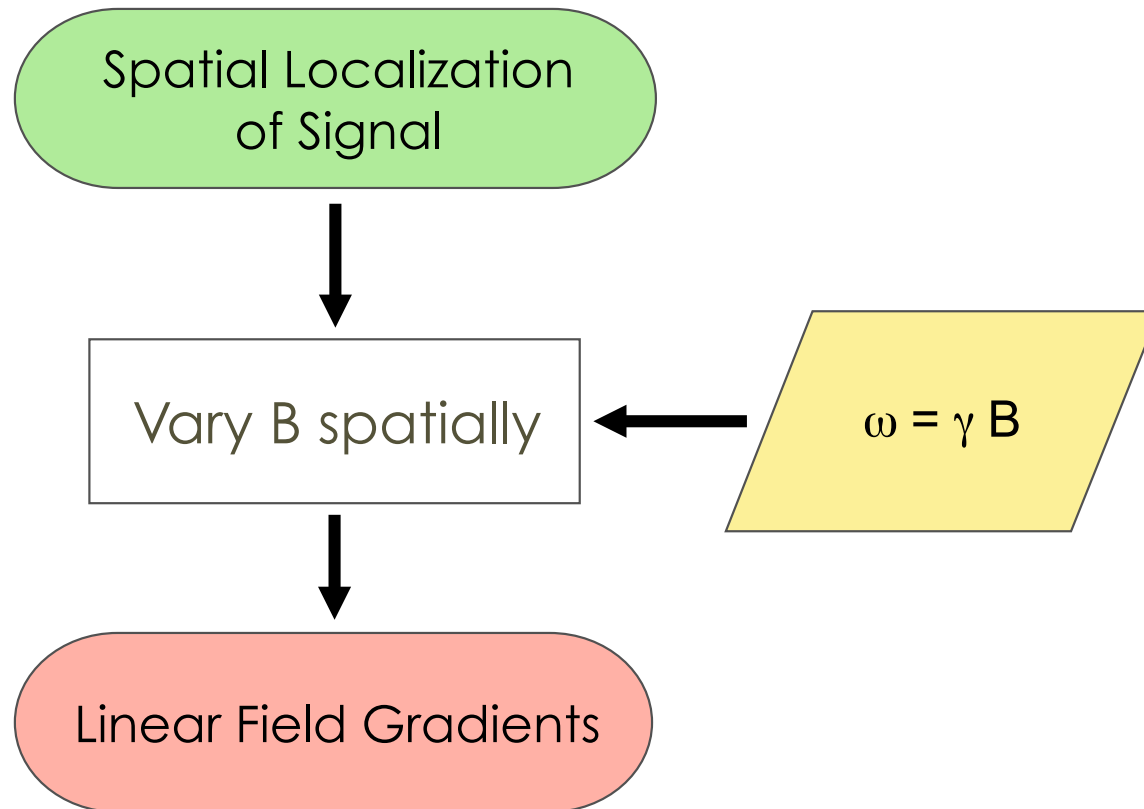 Spatial Localization
of Signal
Vary B spatially
ω = γ B
Linear Field Gradients